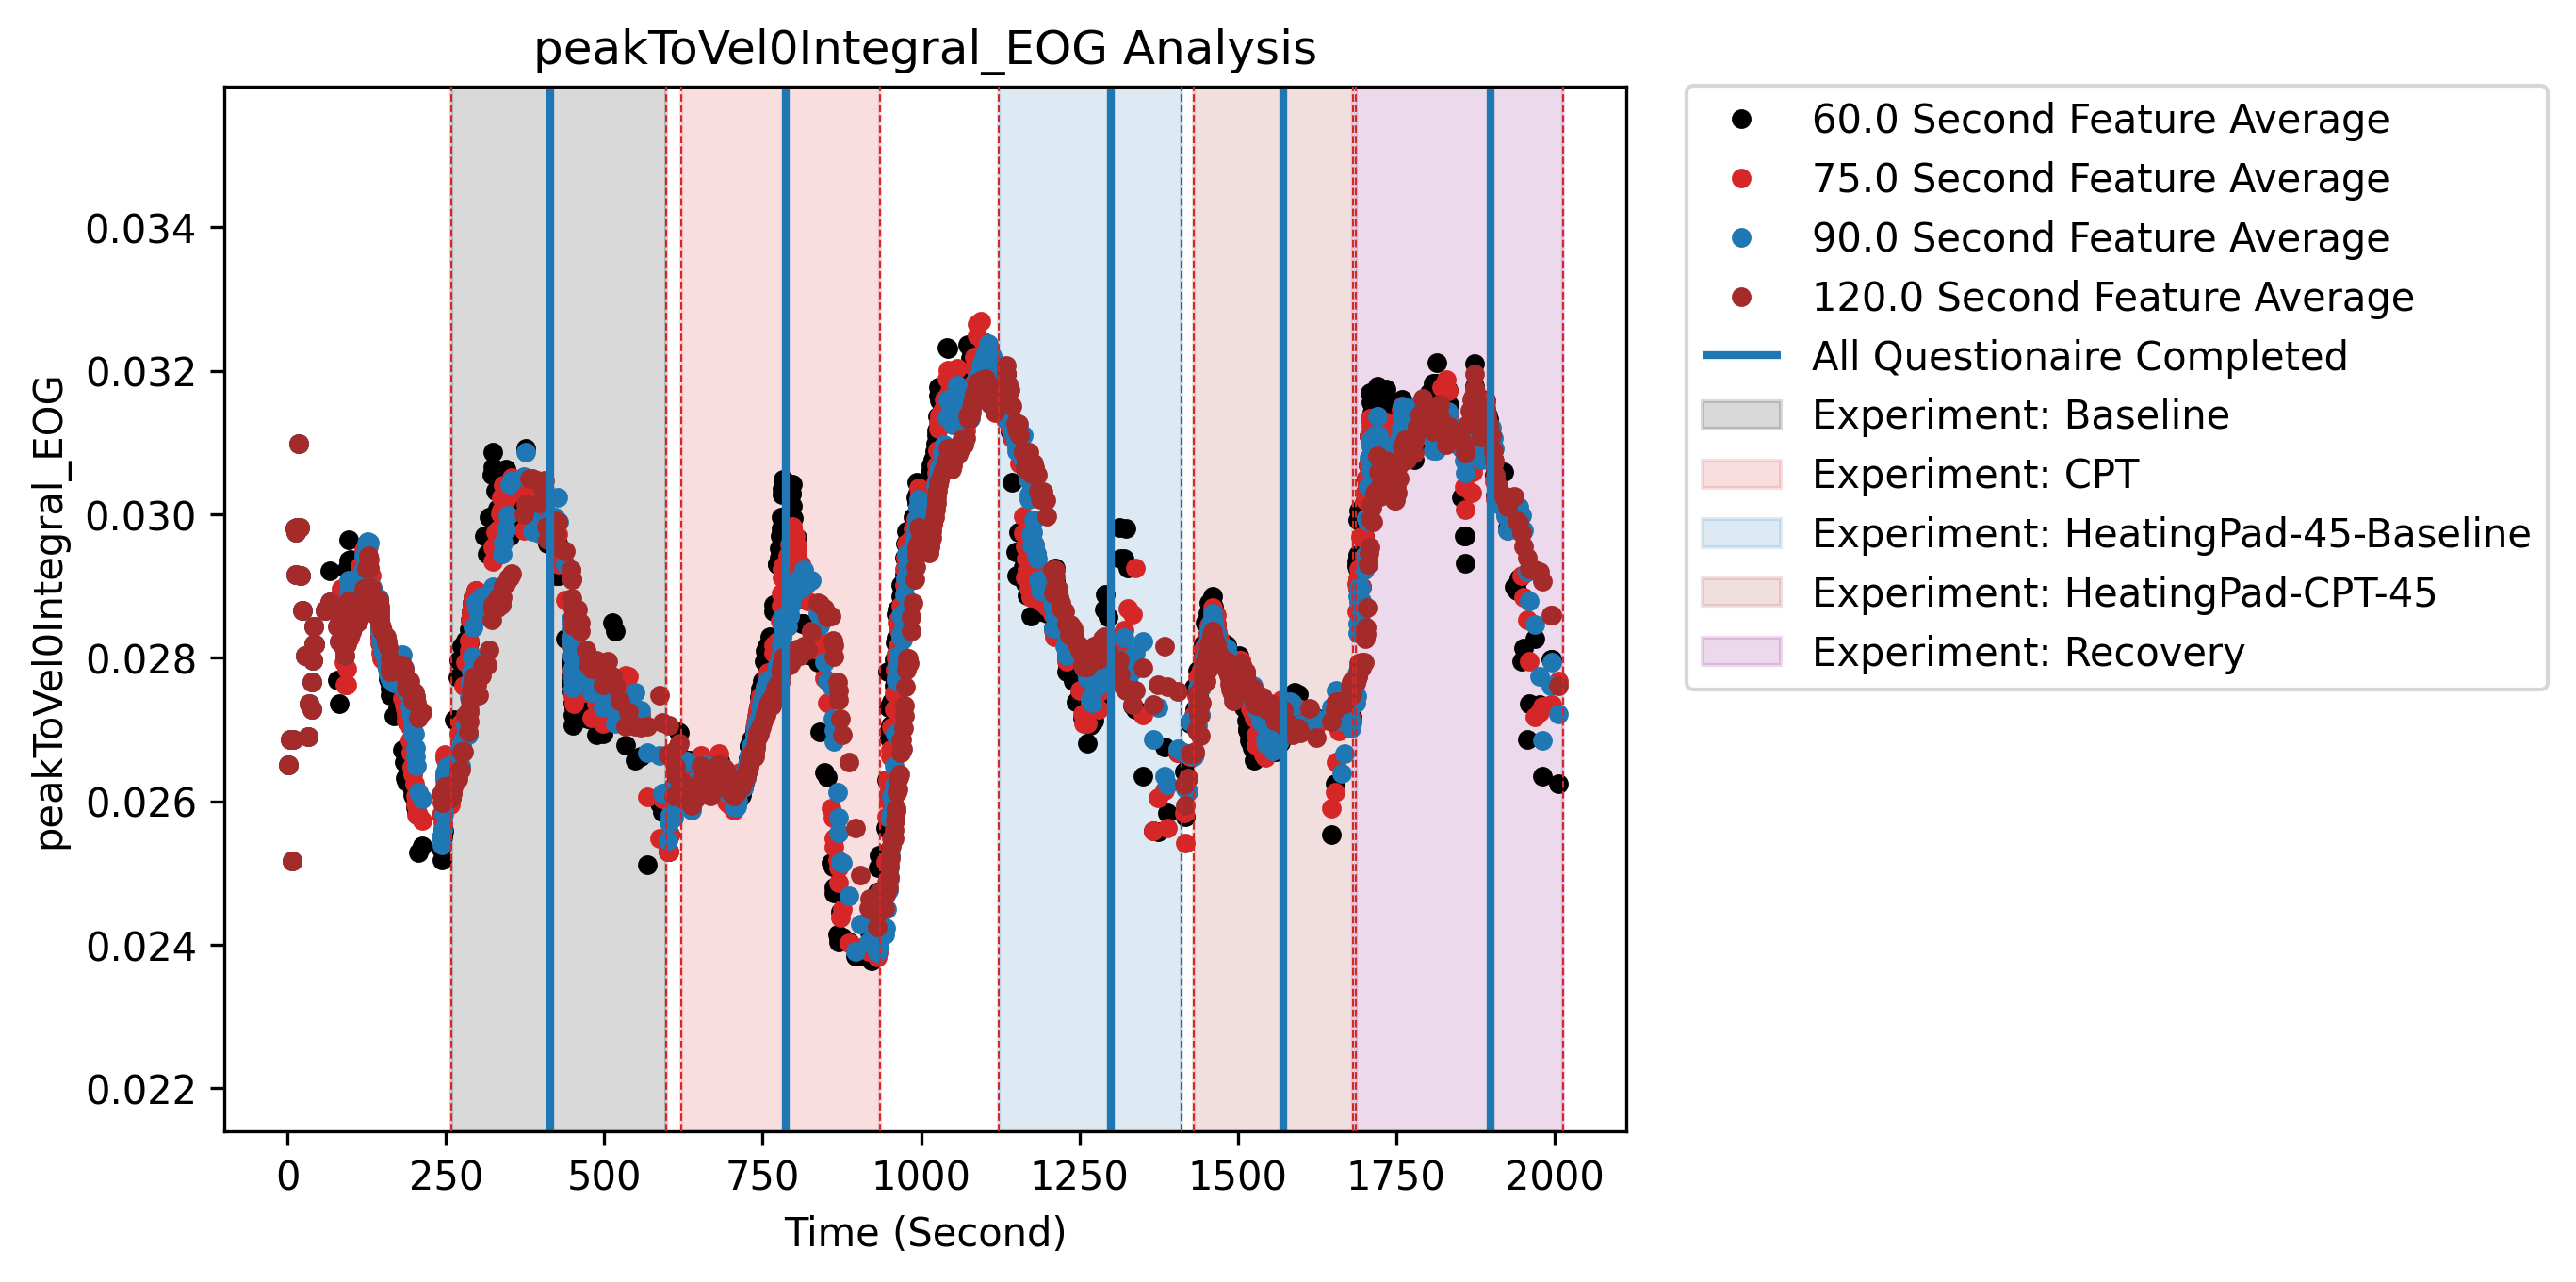 peakToVel0Integral_EOG Analysis
peakToVel0Integral_EOG
0.034
0.032
0.030
0.028
0.026
0.024
0.022
0 250 500 750 1000 1250 1500 1750 2000
Time (Second)
60.0 Second Feature Average
75.0 Second Feature Average
90.0 Second Feature Average
120.0 Second Feature Average
All Questionaire Completed
Experiment: Baseline
Experiment: CPT
Experiment: HeatingPad-45-Baseline
Experiment: HeatingPad-CPT-45
Experiment: Recovery